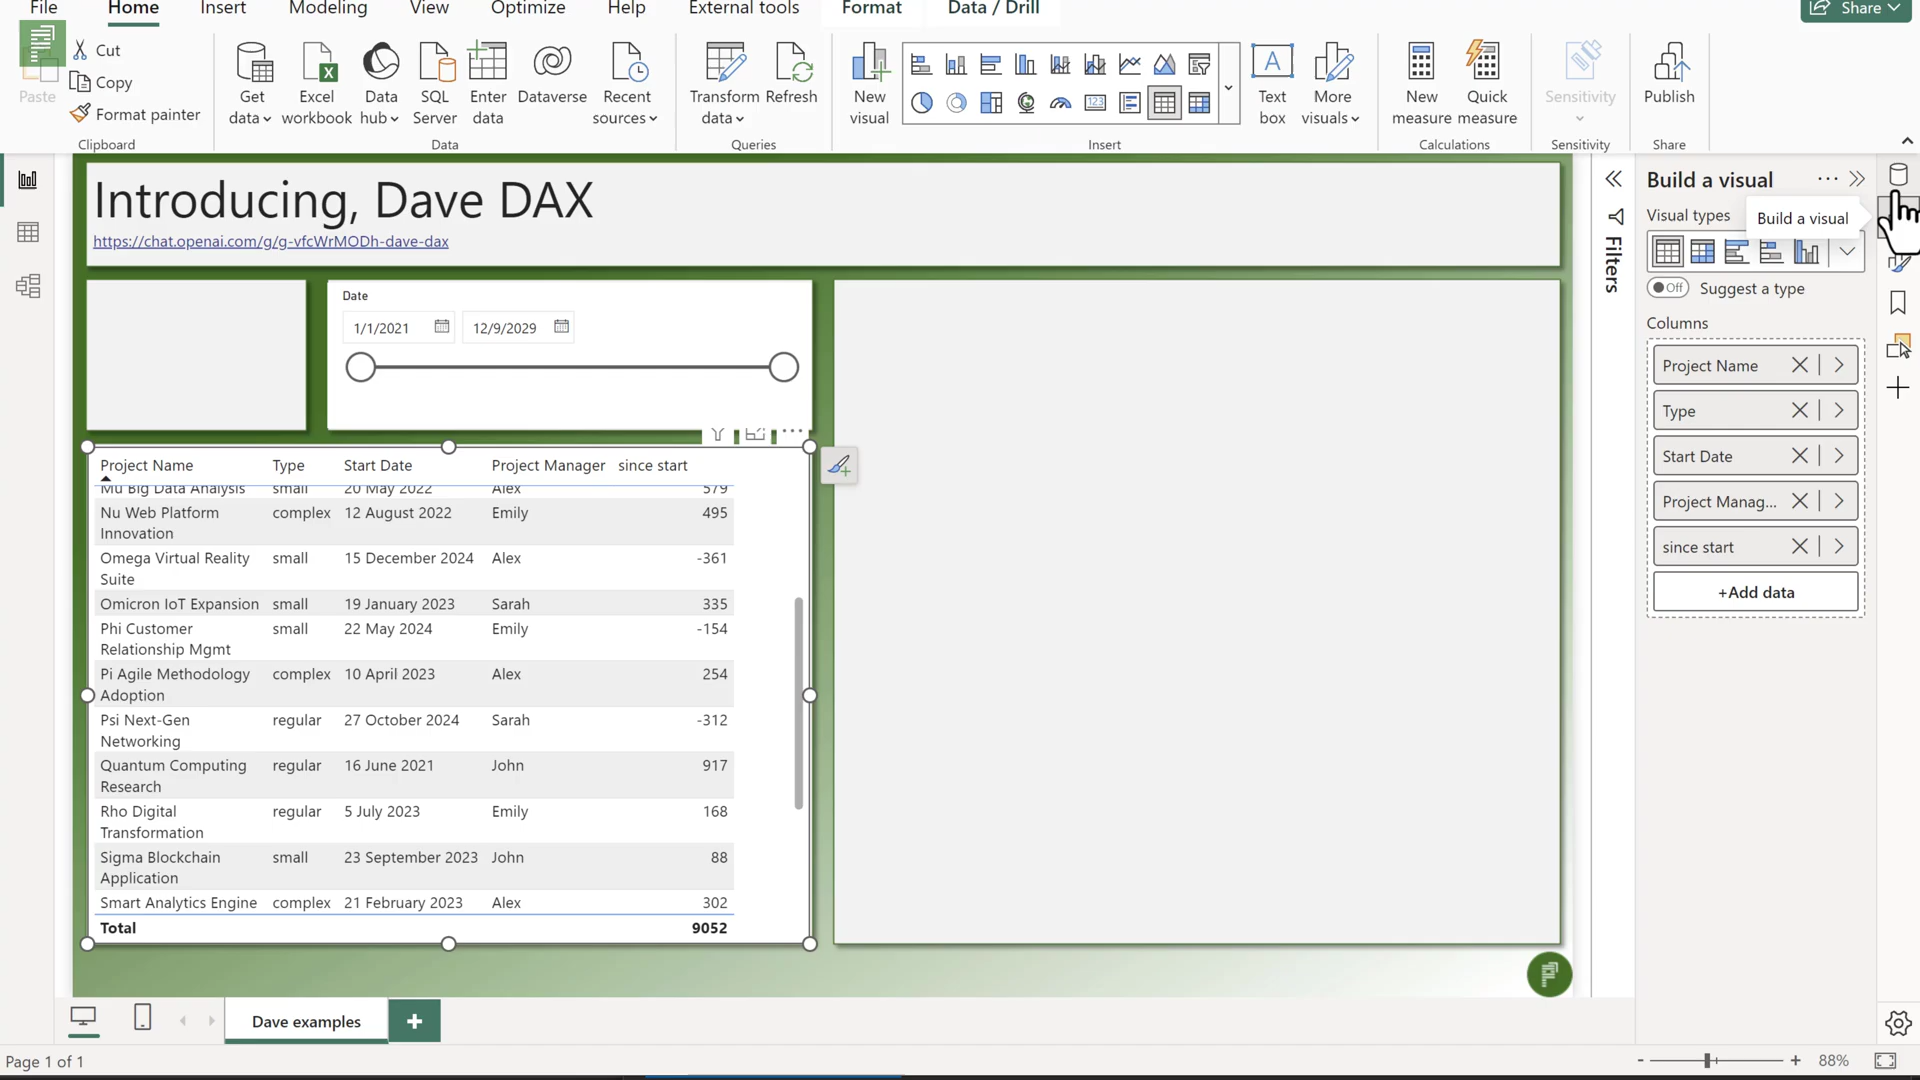 File Home Insert Modeling View Optimize Help External tools Format Data / Drill Share
Cut
Copy
Format painter
Paste
Clipboard
Get data
Excel workbook
Data hub
SQL Server
Enter data
Dataverse
Recent sources
Data
Transform data
Refresh
Queries
New visual
Text box
More visuals
Insert
New measure
Quick measure
Calculations
Sensitivity
Sensitivity
Publish
Share
Introducing, Dave DAX
https://chat.openai.com/g/g-vfcWrMODh-dave-dax
Date
1/1/2021 12/9/2029
Project Name Type Start Date Project Manager since start
Mu Big Data Analysis small 20 May 2022 Alex 579
Nu Web Platform Innovation complex 12 August 2022 Emily 495
Omega Virtual Reality Suite small 15 December 2024 Alex -361
Omicron IoT Expansion small 19 January 2023 Sarah 335
Phi Customer Relationship Mgmt small 22 May 2024 Emily -154
Pi Agile Methodology Adoption complex 10 April 2023 Alex 254
Psi Next-Gen Networking regular 27 October 2024 Sarah -312
Quantum Computing Research regular 16 June 2021 John 917
Rho Digital Transformation regular 5 July 2023 Emily 168
Sigma Blockchain Application small 23 September 2023 John 88
Smart Analytics Engine complex 21 February 2023 Alex 302
Total 9052
Filters
Build a visual
Visual types
Build a visual
Off Suggest a type
Columns
Project Name
Type
Start Date
Project Manag...
since start
+Add data
Dave examples
Page 1 of 1
88%